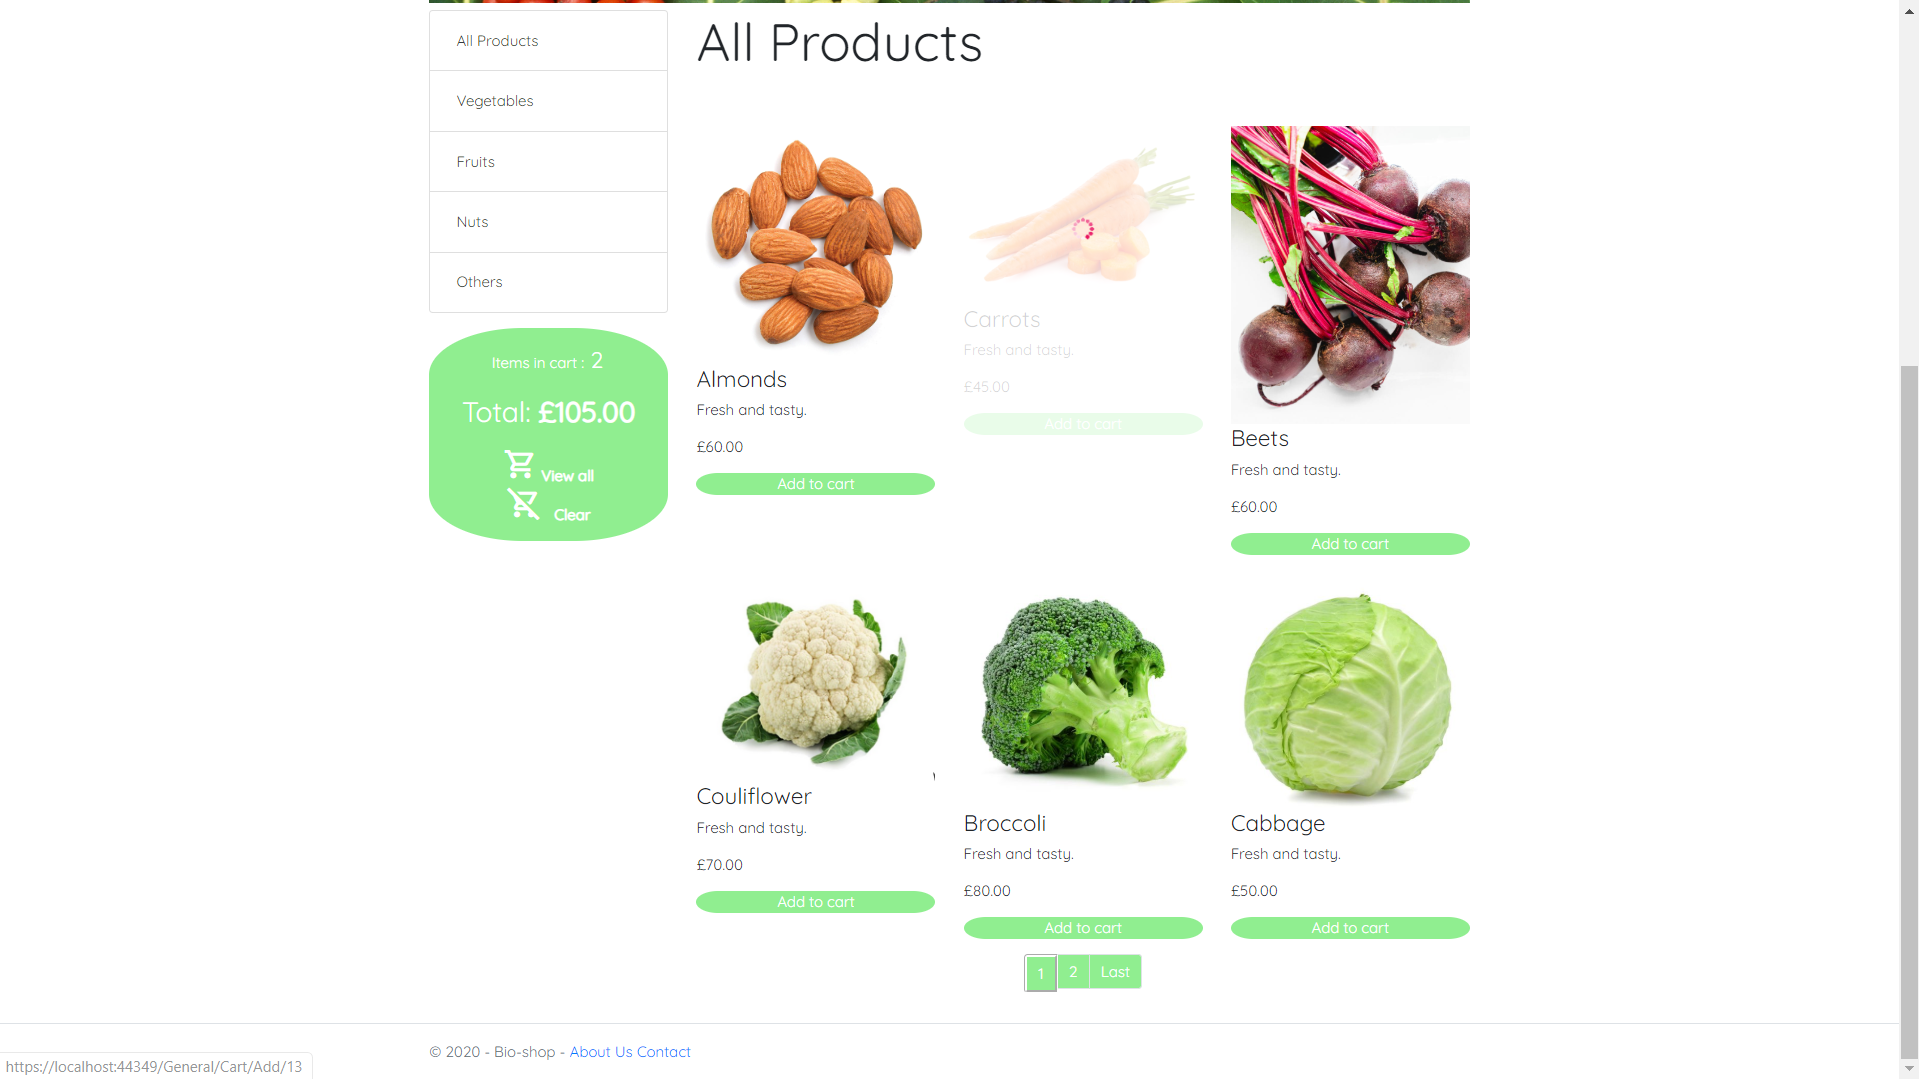 All Products
Vegetables
Fruits
Nuts
Others
Items in cart : 2
Total: £105.00
View all
Clear
All Products
Almonds
Fresh and tasty.
£60.00
Add to cart
Carrots
Fresh and tasty.
£45.00
Add to cart
Beets
Fresh and tasty.
£60.00
Add to cart
Couliflower
Fresh and tasty.
£70.00
Add to cart
Broccoli
Fresh and tasty.
£80.00
Add to cart
Cabbage
Fresh and tasty.
£50.00
Add to cart
1 2 Last
© 2020 - Bio-shop - About Us Contact
https://localhost:44349/General/Cart/Add/13